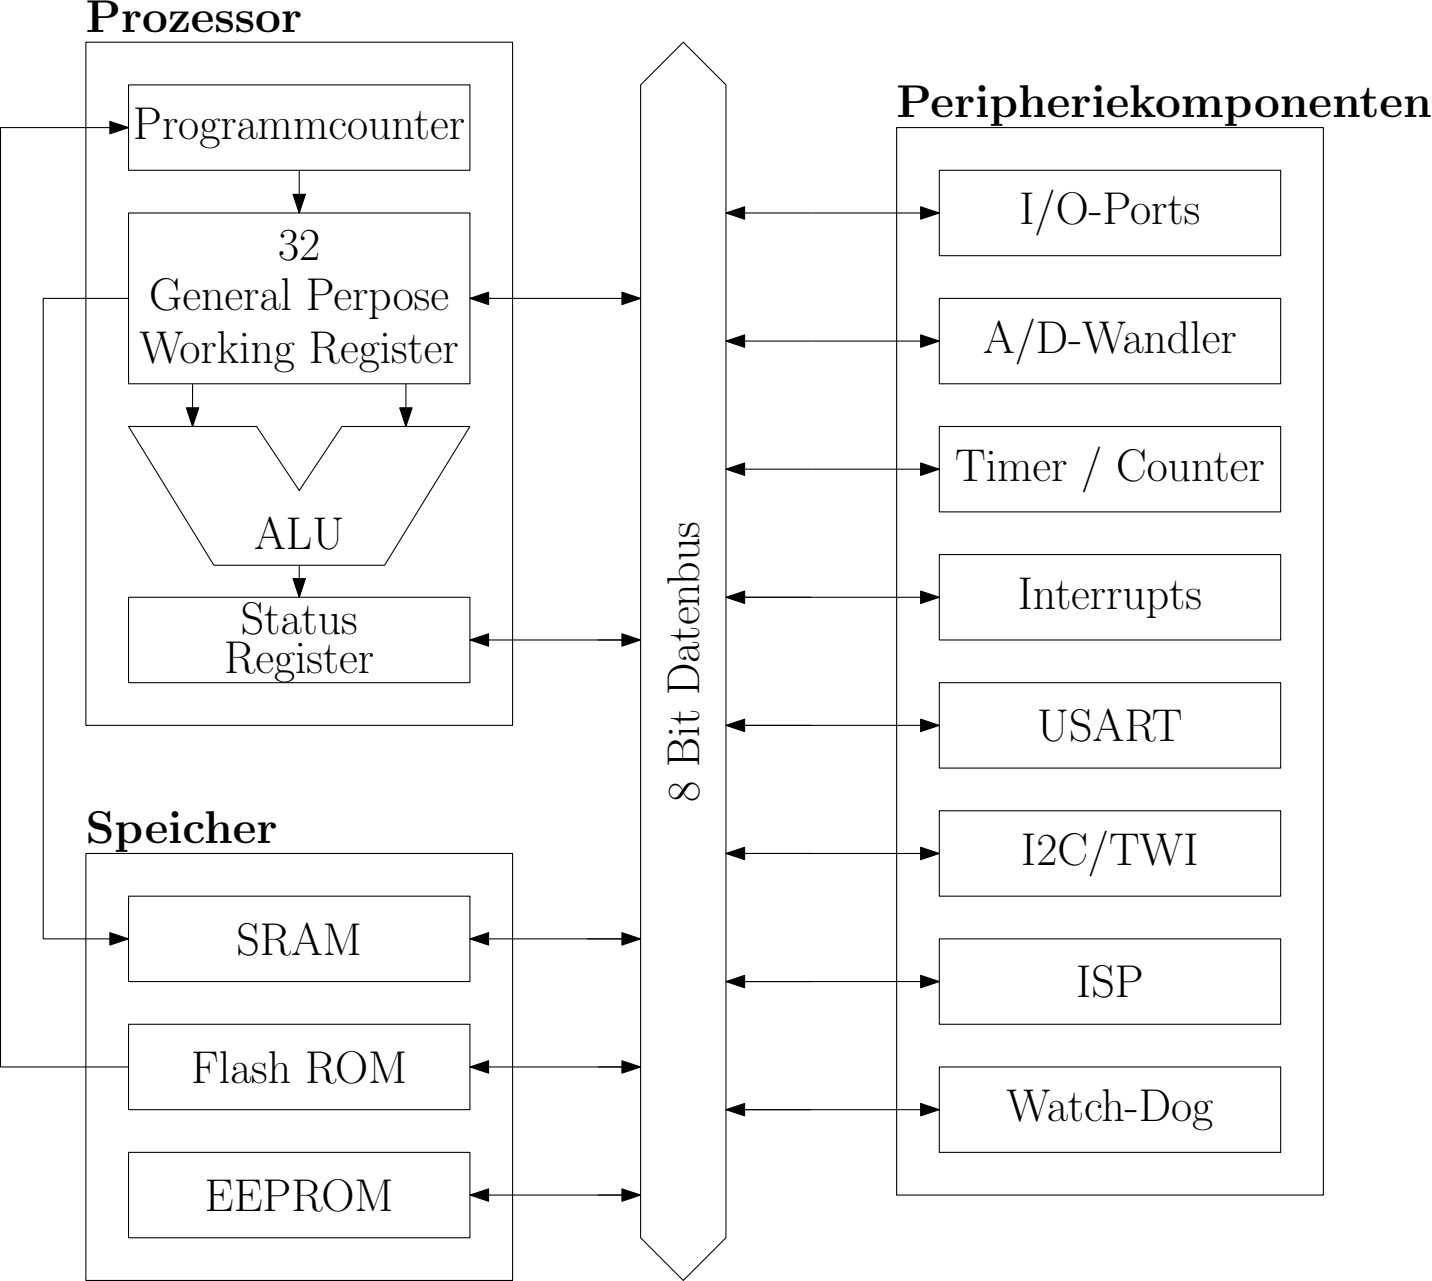 Prozessor
Programmcounter
32
General Perpose
Working Register
ALU
Status
Register
Speicher
SRAM
Flash ROM
EEPROM
8 Bit Datenbus
Peripheriekomponenten
I/O-Ports
A/D-Wandler
Timer / Counter
Interrupts
USART
I2C/TWI
ISP
Watch-Dog